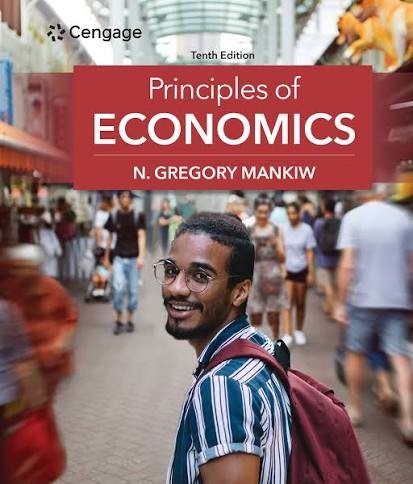 Cengage
Tenth Edition
Principles of
ECONOMICS
N. GREGORY MANKIW